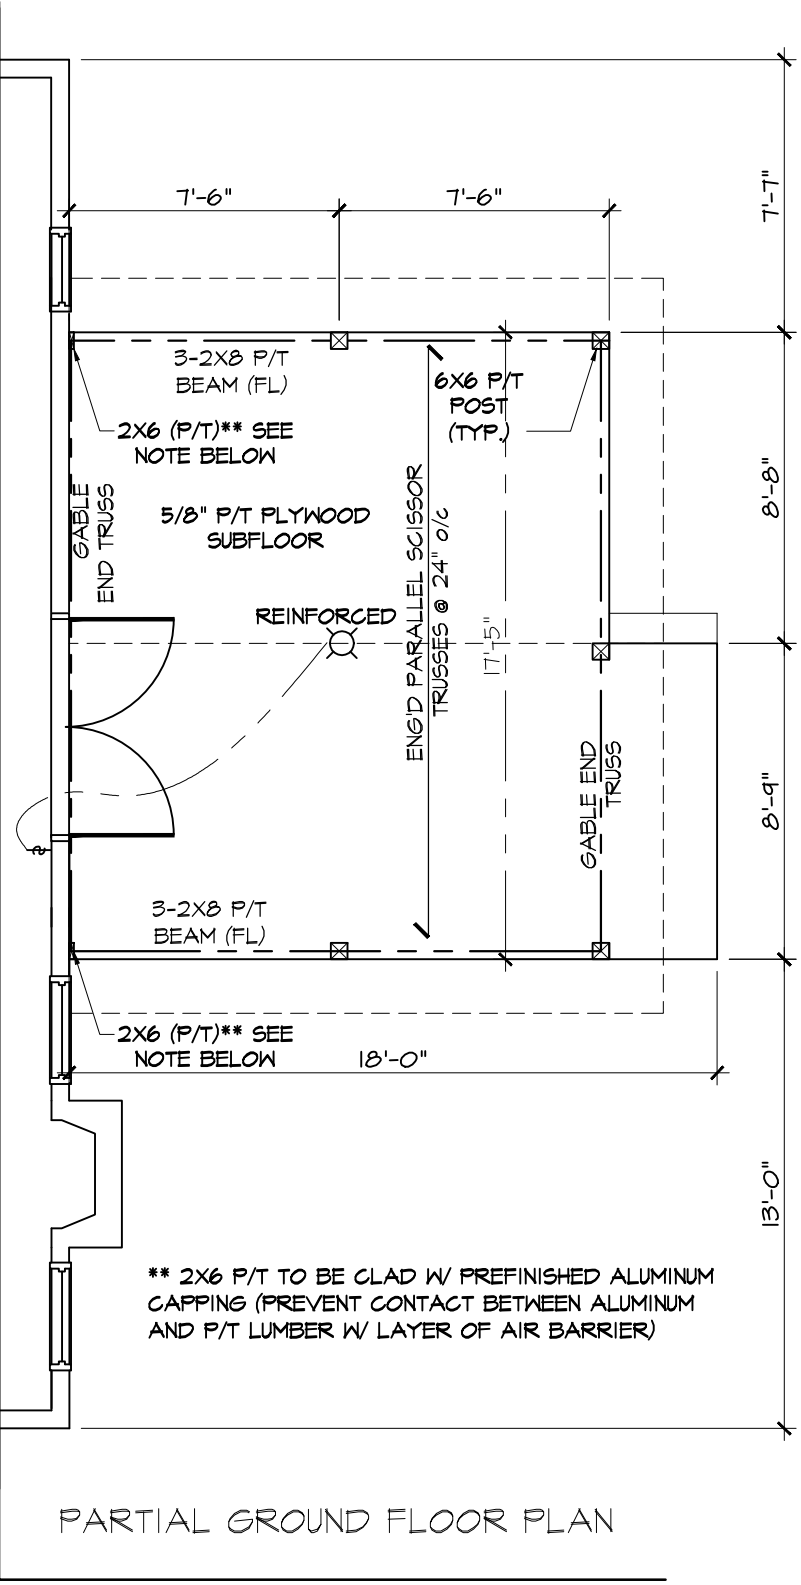 7'-6"
7'-6"
7'-7"
3-2X8 P/T
BEAM (FL)
6X6 P/T
POST
(TYP.)
2X6 (P/T)** SEE
NOTE BELOW
8'-8"
GABLE
END TRUSS
5/8" P/T PLYWOOD
SUBFLOOR
ENG'D PARALLEL SCISSOR
TRUSSES @ 24" o/c
REINFORCED
17'-5"
GABLE END
TRUSS
8'-9"
3-2X8 P/T
BEAM (FL)
2X6 (P/T)** SEE
NOTE BELOW
18'-0"
13'-0"
** 2X6 P/T TO BE CLAD W/ PREFINISHED ALUMINUM
CAPPING (PREVENT CONTACT BETWEEN ALUMINUM
AND P/T LUMBER W/ LAYER OF AIR BARRIER)
PARTIAL GROUND FLOOR PLAN